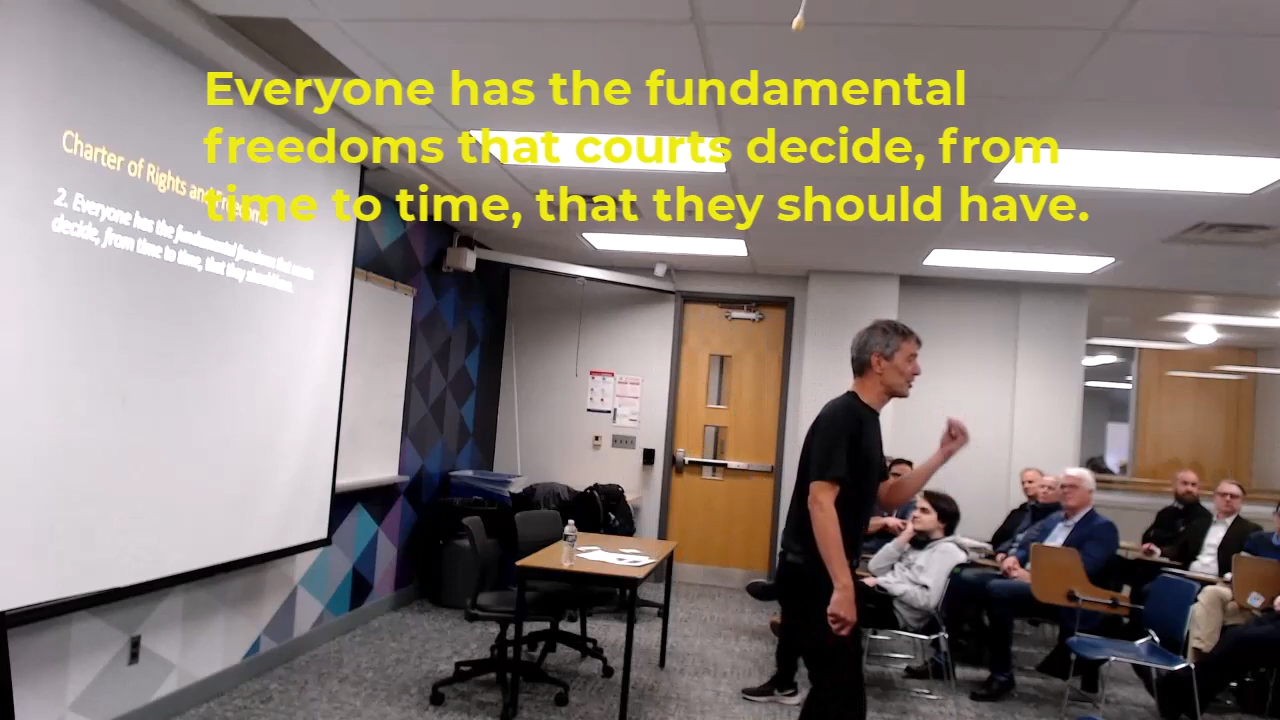 Everyone has the fundamental
freedoms that courts decide, from
time to time, that they should have.
Charter of Rights and Freedoms
2. Everyone has the fundamental freedoms that courts
decide, from time to time, that they should have.